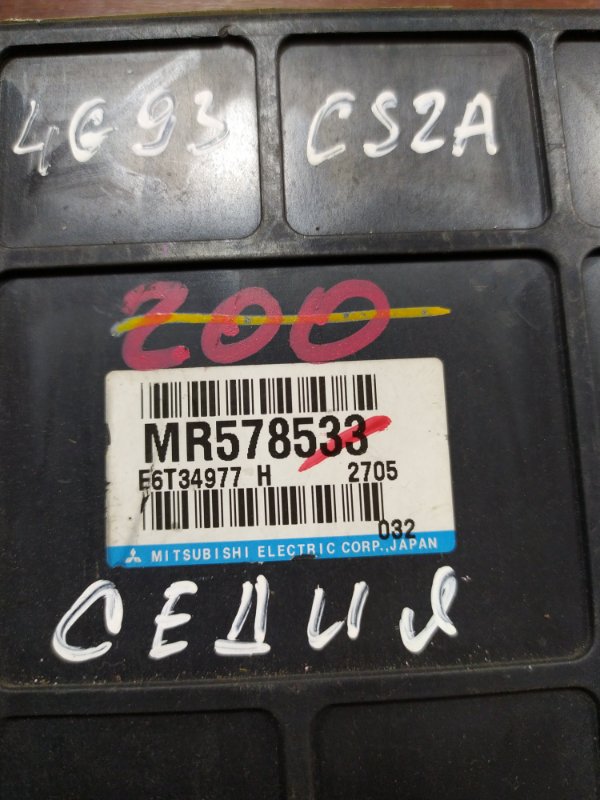 4G93 CS2A
200
MR578533
E6T34977 H 2705
032
MITSUBISHI ELECTRIC CORP., JAPAN
СЕДИЯ